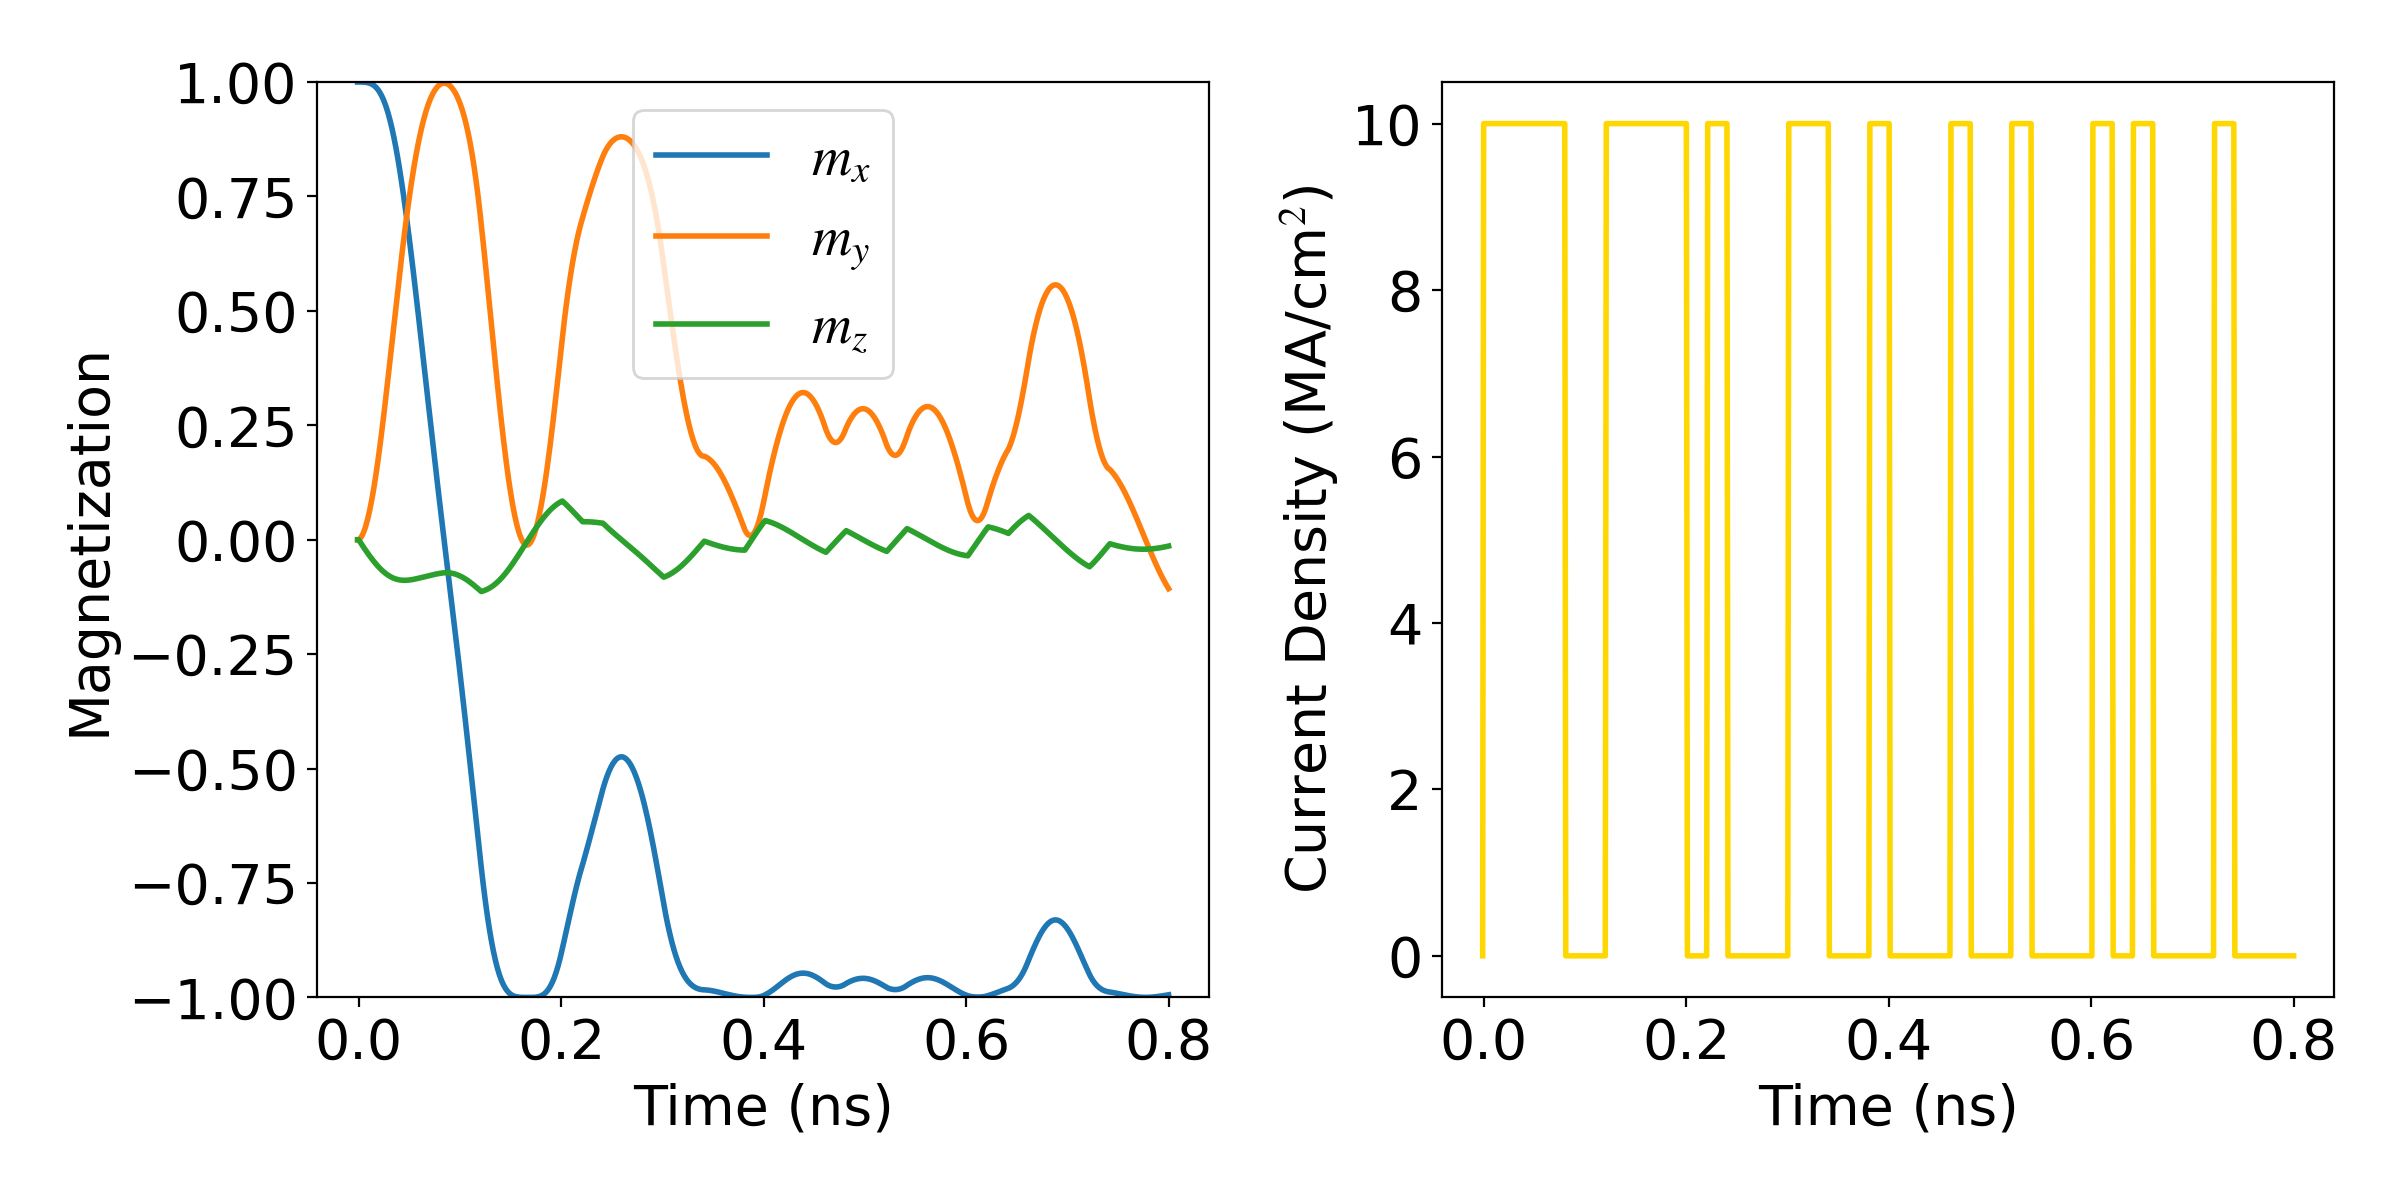 1.00
0.75
0.50
0.25
0.00
−0.25
−0.50
−0.75
−1.00
Magnetization
0.0 0.2 0.4 0.6 0.8
Time (ns)
m_x
m_y
m_z
10
8
6
4
2
0
Current Density (MA/cm²)
0.0 0.2 0.4 0.6 0.8
Time (ns)